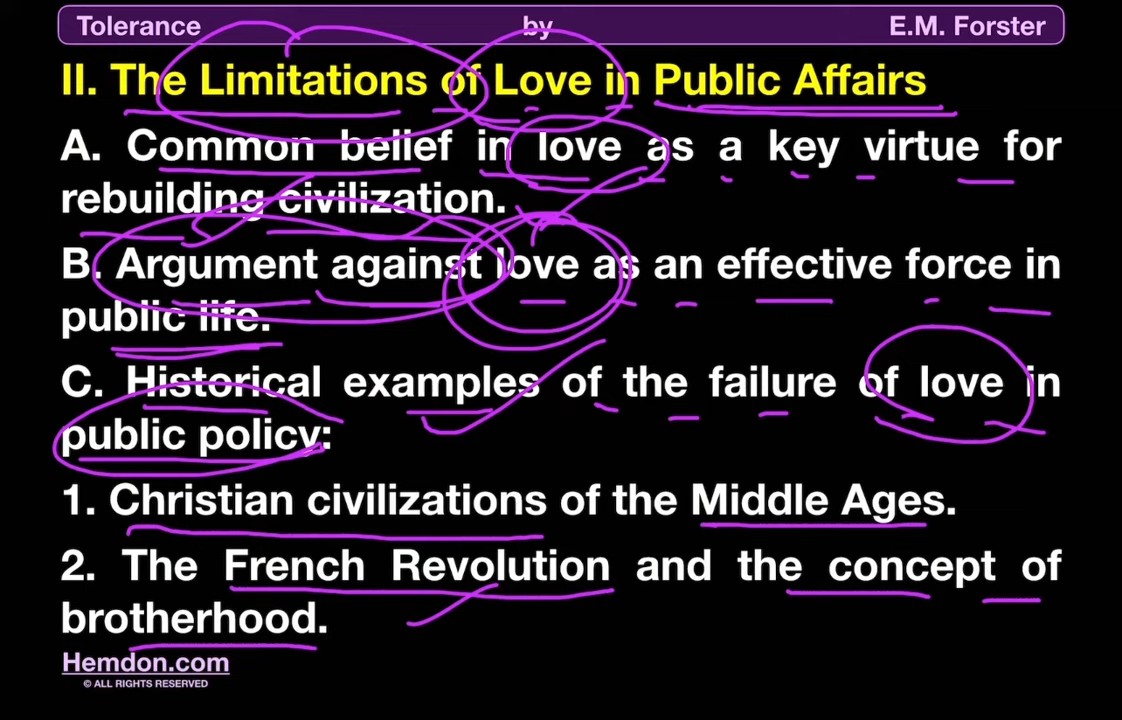 Tolerance by E.M. Forster
II. The Limitations of Love in Public Affairs
A. Common belief in love as a key virtue for
rebuilding civilization.
B. Argument against love as an effective force in
public life.
C. Historical examples of the failure of love in
public policy:
1. Christian civilizations of the Middle Ages.
2. The French Revolution and the concept of
brotherhood.
Hemdon.com
© ALL RIGHTS RESERVED